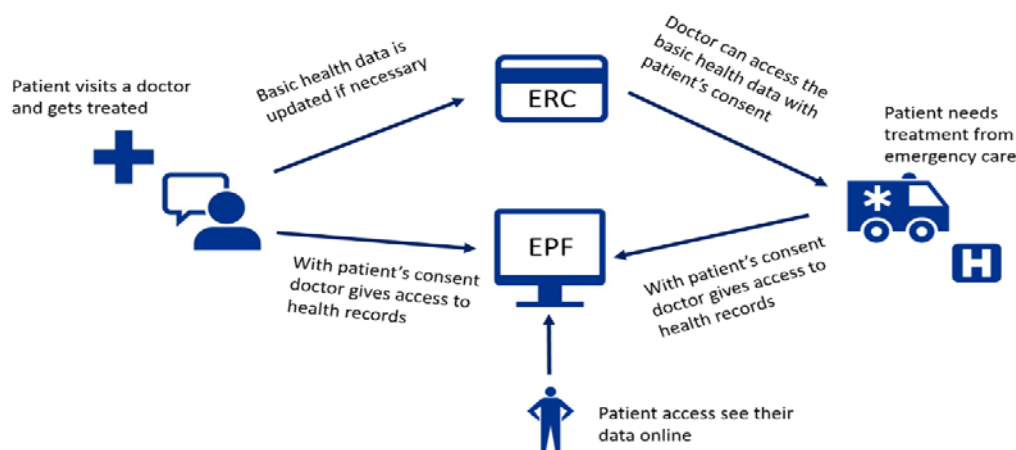 Patient visits a doctor
and gets treated
Basic health data is
updated if necessary
ERC
Doctor can access the
basic health data with
patient's consent
Patient needs
treatment from
emergency care
With patient's consent
doctor gives access to
health records
EPF
With patient's consent
doctor gives access to
health records
H
Patient access see their
data online